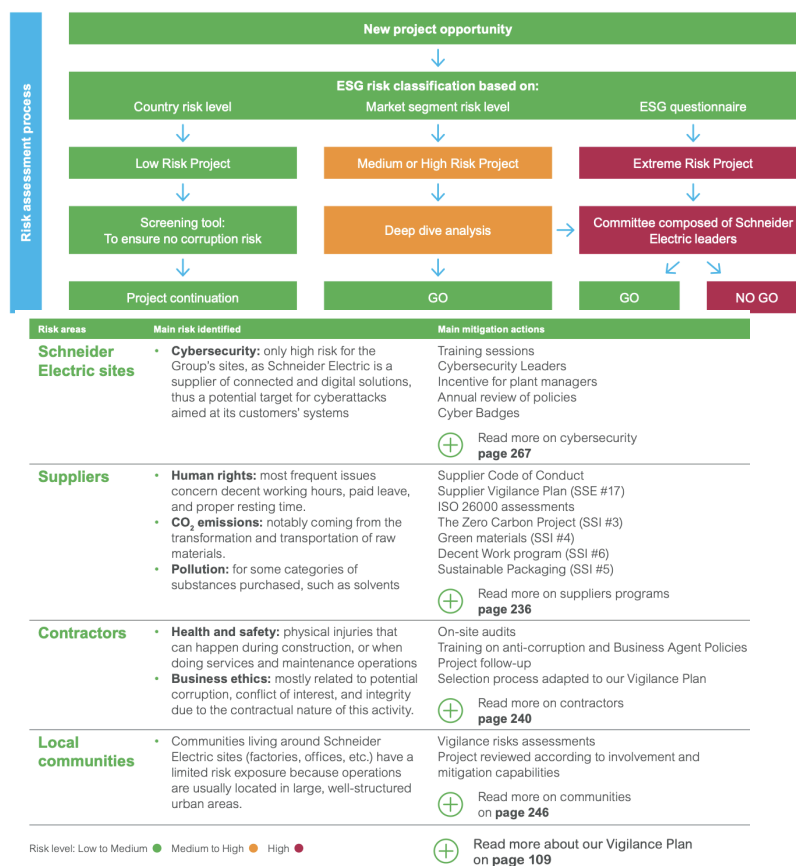 Risk assessment process
New project opportunity
ESG risk classification based on:
Country risk level
Market segment risk level
ESG questionnaire
Low Risk Project
Medium or High Risk Project
Extreme Risk Project
Screening tool:
To ensure no corruption risk
Deep dive analysis
Committee composed of Schneider
Electric leaders
Project continuation
GO
GO
NO GO
Risk areas
Main risk identified
Main mitigation actions
Schneider
Electric sites
• Cybersecurity: only high risk for the
Group's sites, as Schneider Electric is a
supplier of connected and digital solutions,
thus a potential target for cyberattacks
aimed at its customers' systems
Training sessions
Cybersecurity Leaders
Incentive for plant managers
Annual review of policies
Cyber Badges
Read more on cybersecurity
page 267
Suppliers
• Human rights: most frequent issues
concern decent working hours, paid leave,
and proper resting time.
• CO2 emissions: notably coming from the
transformation and transportation of raw
materials.
• Pollution: for some categories of
substances purchased, such as solvents
Supplier Code of Conduct
Supplier Vigilance Plan (SSE #17)
ISO 26000 assessments
The Zero Carbon Project (SSI #3)
Green materials (SSI #4)
Decent Work program (SSI #6)
Sustainable Packaging (SSI #5)
Read more on suppliers programs
page 236
Contractors
• Health and safety: physical injuries that
can happen during construction, or when
doing services and maintenance operations
• Business ethics: mostly related to potential
corruption, conflict of interest, and integrity
due to the contractual nature of this activity.
On-site audits
Training on anti-corruption and Business Agent Policies
Project follow-up
Selection process adapted to our Vigilance Plan
Read more on contractors
page 240
Local
communities
• Communities living around Schneider
Electric sites (factories, offices, etc.) have a
limited risk exposure because operations
are usually located in large, well-structured
urban areas.
Vigilance risks assessments
Project reviewed according to involvement and
mitigation capabilities
Read more on communities
on page 246
Risk level: Low to Medium
Medium to High
High
Read more about our Vigilance Plan
on page 109